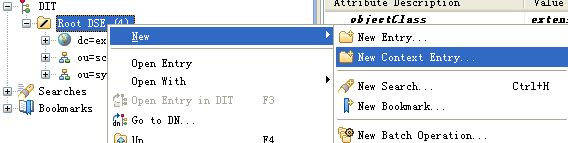 DIT
Attribute Description Value
Root DSE (4)
objectClass exten
dc=ex
New
New Entry...
ou=sc
New Context Entry...
ou=sy
Open Entry
Open With
New Search... Ctrl+H
Searches
Open Entry in DIT F3
New Bookmark...
Bookmarks
Go to DN...
Up F4
New Batch Operation...